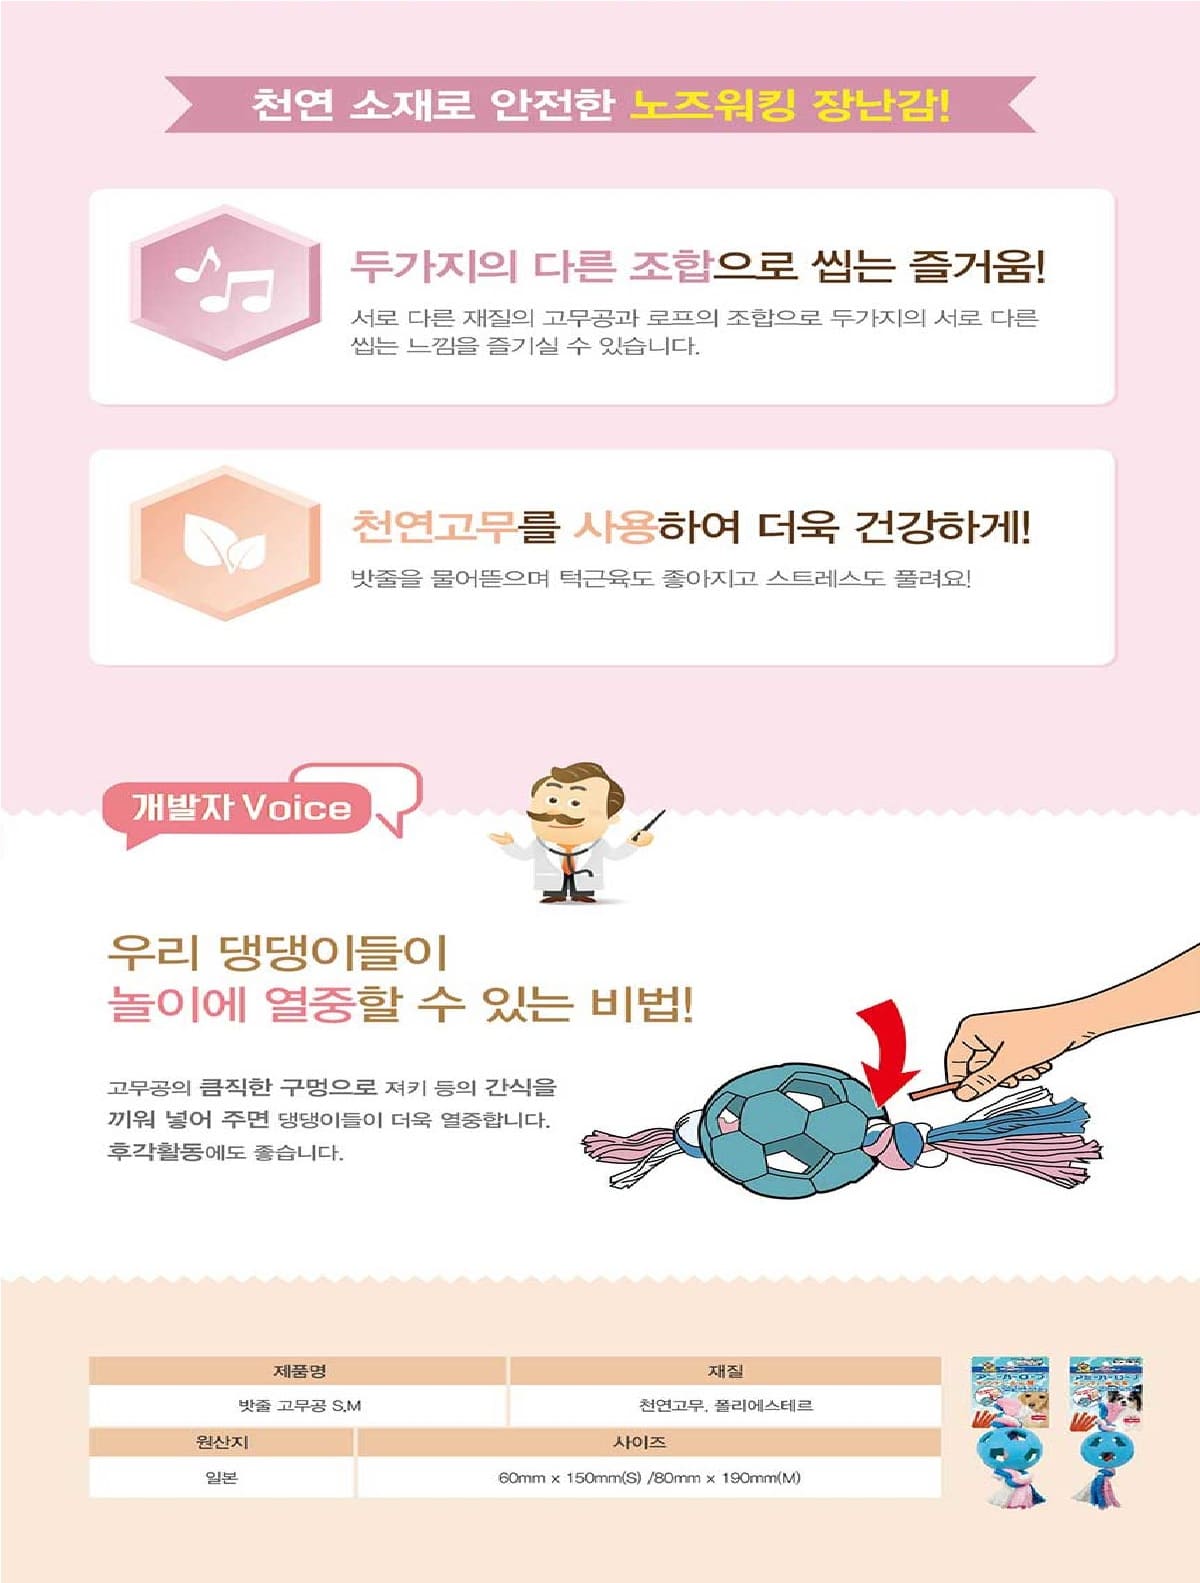 천연 소재로 안전한 노즈워킹 장난감!
두가지의 다른 조합으로 씹는 즐거움!
서로 다른 재질의 고무공과 로프의 조합으로 두가지의 서로 다른
씹는 느낌을 즐기실 수 있습니다.
천연고무를 사용하여 더욱 건강하게!
밧줄을 물어뜯으며 턱근육도 좋아지고 스트레스도 풀려요!
개발자 Voice
우리 댕댕이들이
놀이에 열중할 수 있는 비법!
고무공의 큼직한 구멍으로 져키 등의 간식을
끼워 넣어 주면 댕댕이들이 더욱 열중합니다.
후각활동에도 좋습니다.
제품명 재질
밧줄 고무공 S,M 천연고무, 폴리에스테르
원산지 사이즈
일본 60mm x 150mm(S) /80mm x 190mm(M)